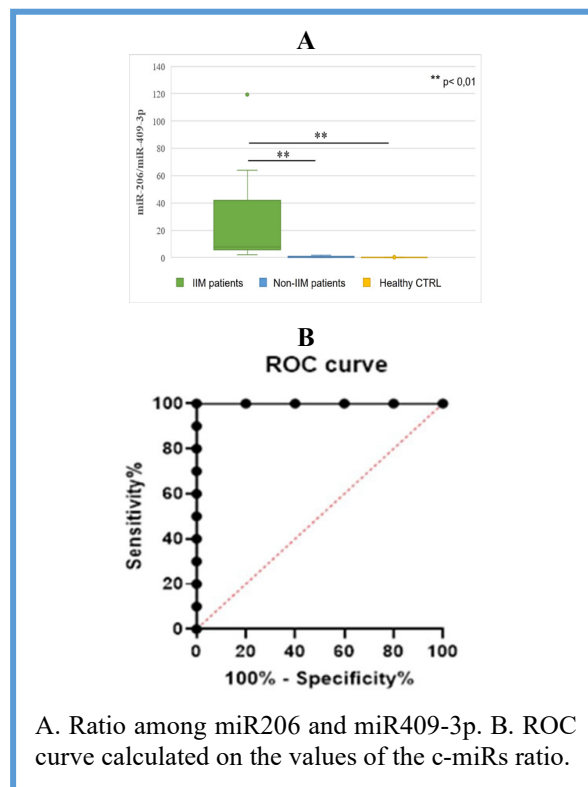 A
140
** p< 0,01
120
100
**
80
**
60
40
20
0
miR-206/miR-409-3p
IIM patients Non-IIM patients Healthy CTRL
B
ROC curve
100
80
60
40
20
0
Sensitivity%
0 20 40 60 80 100
100% - Specificity%
A. Ratio among miR206 and miR409-3p. B. ROC
curve calculated on the values of the c-miRs ratio.